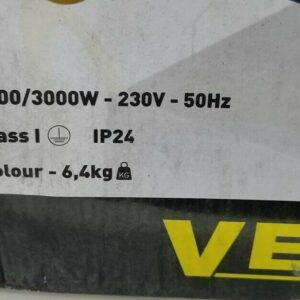 00/3000W - 230V - 50Hz
ass I IP24
olour - 6,4kg KG
VE